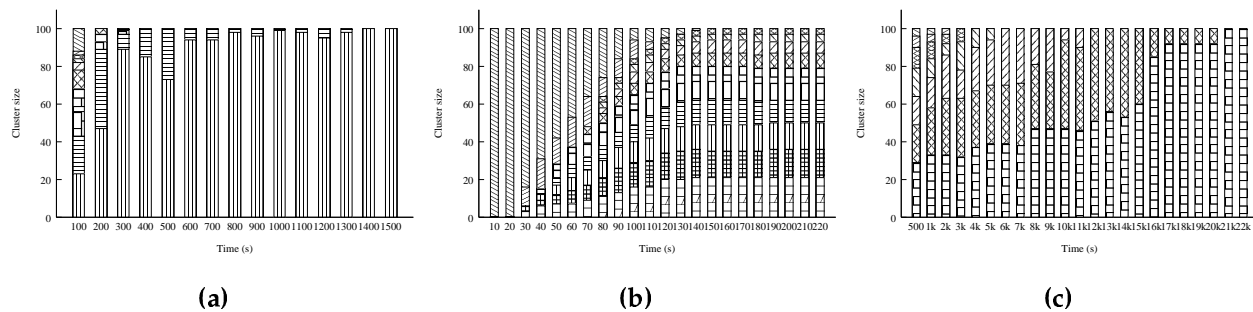 100
80
60
40
20
0
Cluster size
100 200 300 400 500 600 700 800 900 1000 1100 1200 1300 1400 1500
Time (s)
(a)
100
80
60
40
20
0
Cluster size
10 20 30 40 50 60 70 80 90 100 110 120 130 140 150 160 170 180 190 200 210 220
Time (s)
(b)
100
80
60
40
20
0
Cluster size
500 1k 2k 3k 4k 5k 6k 7k 8k 9k 10k 11k 12k 13k 14k 15k 16k 17k 18k 19k 20k 21k 22k
Time (s)
(c)